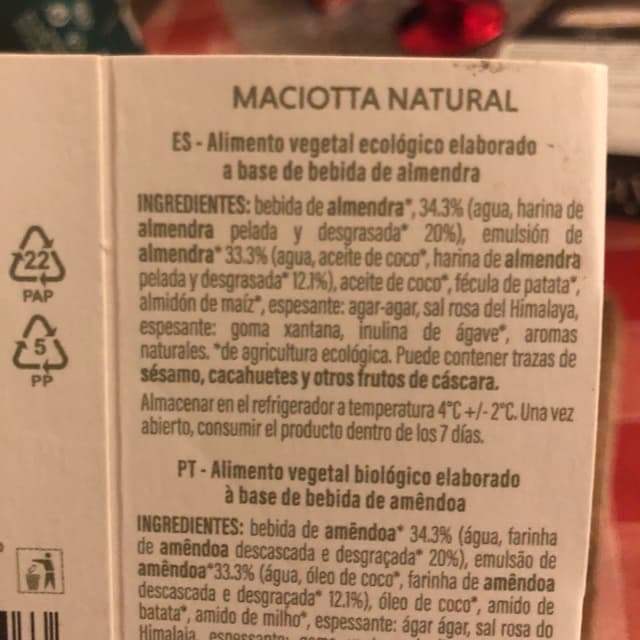 MACIOTTA NATURAL
ES - Alimento vegetal ecológico elaborado
a base de bebida de almendra
INGREDIENTES: bebida de almendra*, 34.3% (agua, harina de
almendra pelada y desgrasada* 20%), emulsión de
almendra* 33.3% (agua, aceite de coco*, harina de almendra
pelada y desgrasada* 12.1%), aceite de coco*, fécula de patata*,
almidón de maíz*, espesante: agar-agar, sal rosa del Himalaya,
espesante: goma xantana, inulina de ágave*, aromas
naturales. *de agricultura ecológica. Puede contener trazas de
sésamo, cacahuetes y otros frutos de cáscara.
Almacenar en el refrigerador a temperatura 4°C +/- 2°C. Una vez
abierto, consumir el producto dentro de los 7 días.
PT - Alimento vegetal biológico elaborado
à base de bebida de amêndoa
INGREDIENTES: bebida de amêndoa* 34.3% (água, farinha
de amêndoa descascada e desgraçada* 20%), emulsão de
amêndoa*33.3% (água, óleo de coco*, farinha de amêndoa
descascada e desgraçada* 12.1%), óleo de coco*, amido de
batata*, amido de milho*, espessante: ágar ágar, sal rosa do
Himalaia, espessante: goma
22
PAP
5
PP